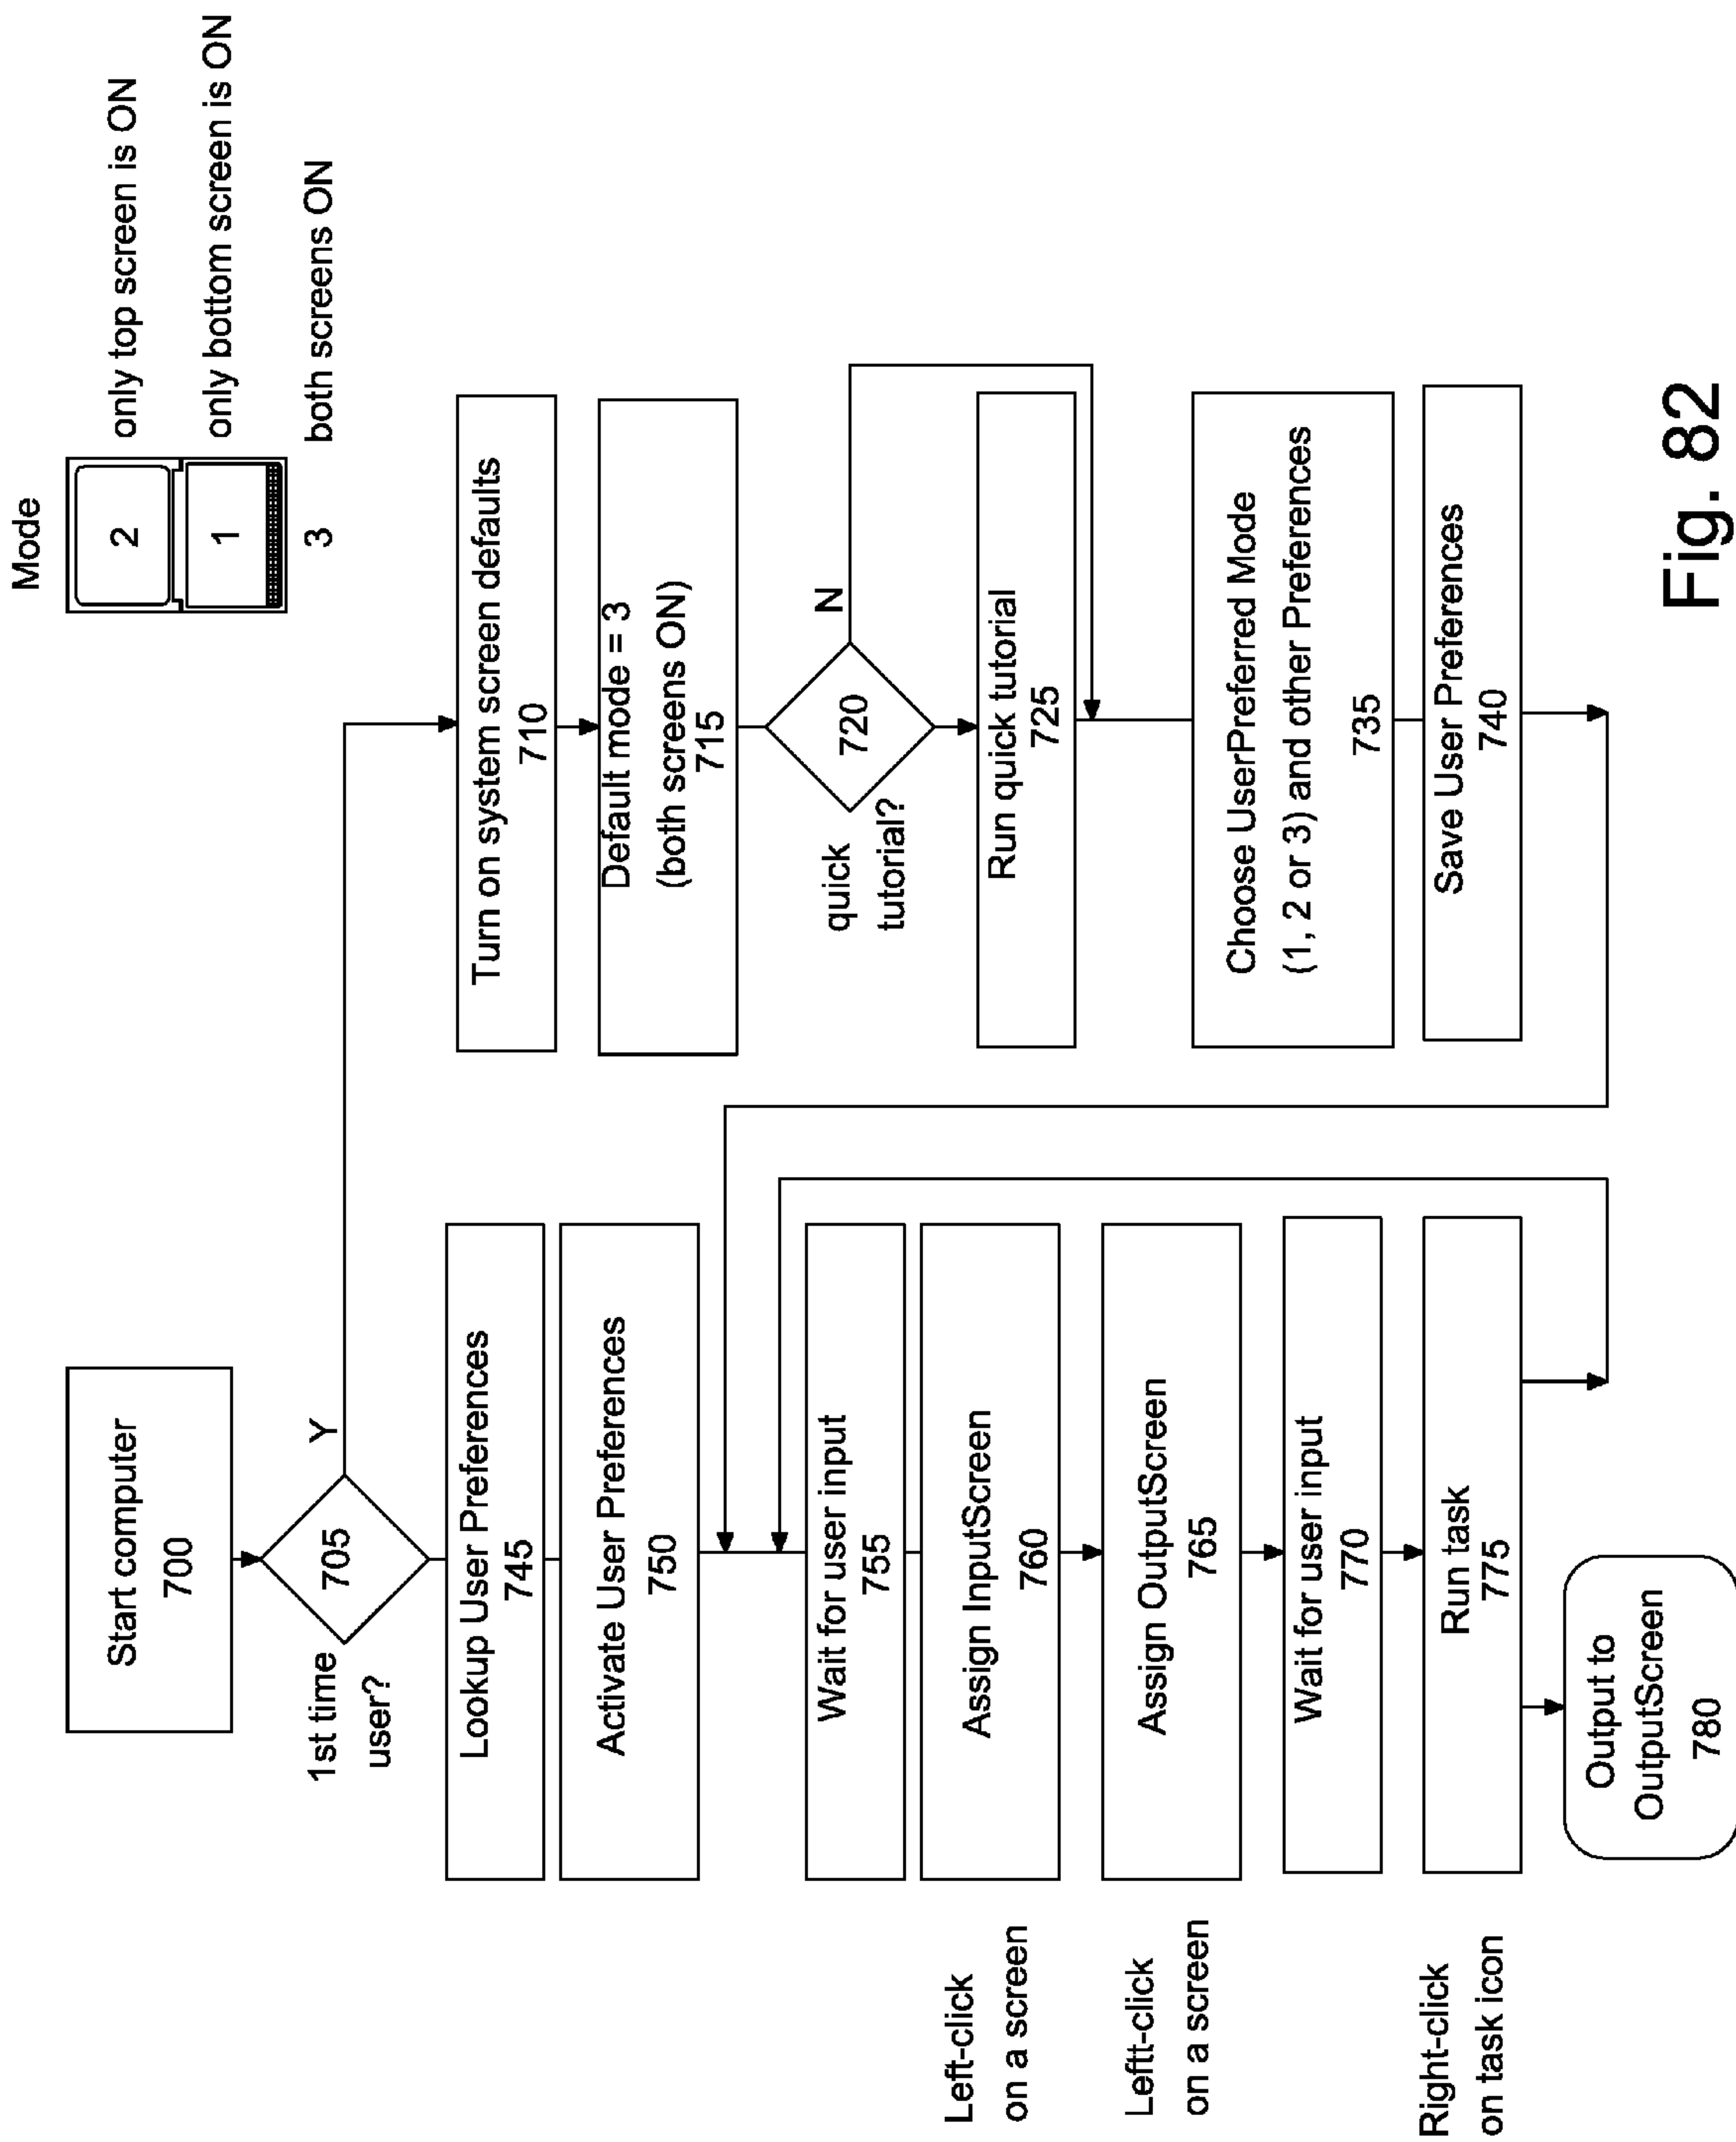 Mode
2
only top screen is ON
1
only bottom screen is ON
3
both screens ON
Start computer
700
1st time
user?
705
Y
Lookup User Preferences
745
Activate User Preferences
750
Wait for user input
755
Left-click
on a screen
Assign InputScreen
760
Leftt-click
on a screen
Assign OutputScreen
765
Wait for user input
770
Right-click
on task icon
Run task
775
Output to
OutputScreen
780
Turn on system screen defaults
710
Default mode = 3
(both screens ON)
715
quick
tutorial?
720
N
Run quick tutorial
725
Choose UserPreferred Mode
(1, 2 or 3) and other Preferences
735
Save User Preferences
740
Fig. 82